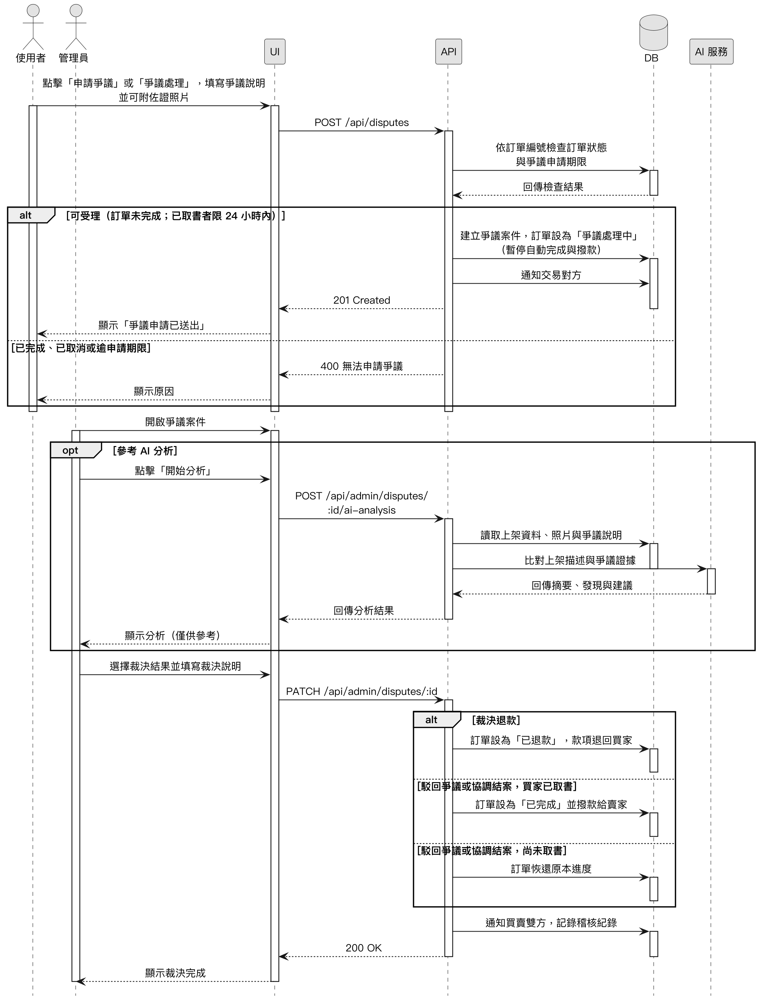 使用者
管理員
UI
API
DB
AI 服務
點擊「申請爭議」或「爭議處理」，填寫爭議說明
並可附佐證照片
POST /api/disputes
依訂單編號檢查訂單狀態
與爭議申請期限
回傳檢查結果
alt
[可受理（訂單未完成；已取書者限 24 小時內）]
建立爭議案件，訂單設為「爭議處理中」
（暫停自動完成與撥款）
通知交易對方
201 Created
顯示「爭議申請已送出」
[已完成、已取消或逾申請期限]
400 無法申請爭議
顯示原因
開啟爭議案件
opt
[參考 AI 分析]
點擊「開始分析」
POST /api/admin/disputes/
:id/ai-analysis
讀取上架資料、照片與爭議說明
比對上架描述與爭議證據
回傳摘要、發現與建議
回傳分析結果
顯示分析（僅供參考）
選擇裁決結果並填寫裁決說明
PATCH /api/admin/disputes/:id
alt
[裁決退款]
訂單設為「已退款」，款項退回買家
[駁回爭議或協調結案，買家已取書]
訂單設為「已完成」並撥款給賣家
[駁回爭議或協調結案，尚未取書]
訂單恢還原本進度
通知買賣雙方，記錄稽核紀錄
200 OK
顯示裁決完成